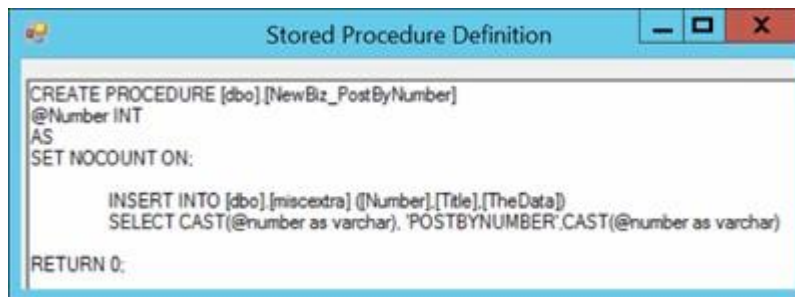 Stored Procedure Definition
CREATE PROCEDURE [dbo].[NewBiz_PostByNumber]
@Number INT
AS
SET NOCOUNT ON;
INSERT INTO [dbo].[miscextra] ([Number],[Title],[TheData])
SELECT CAST(@number as varchar), 'POSTBYNUMBER',CAST(@number as varchar)
RETURN 0;